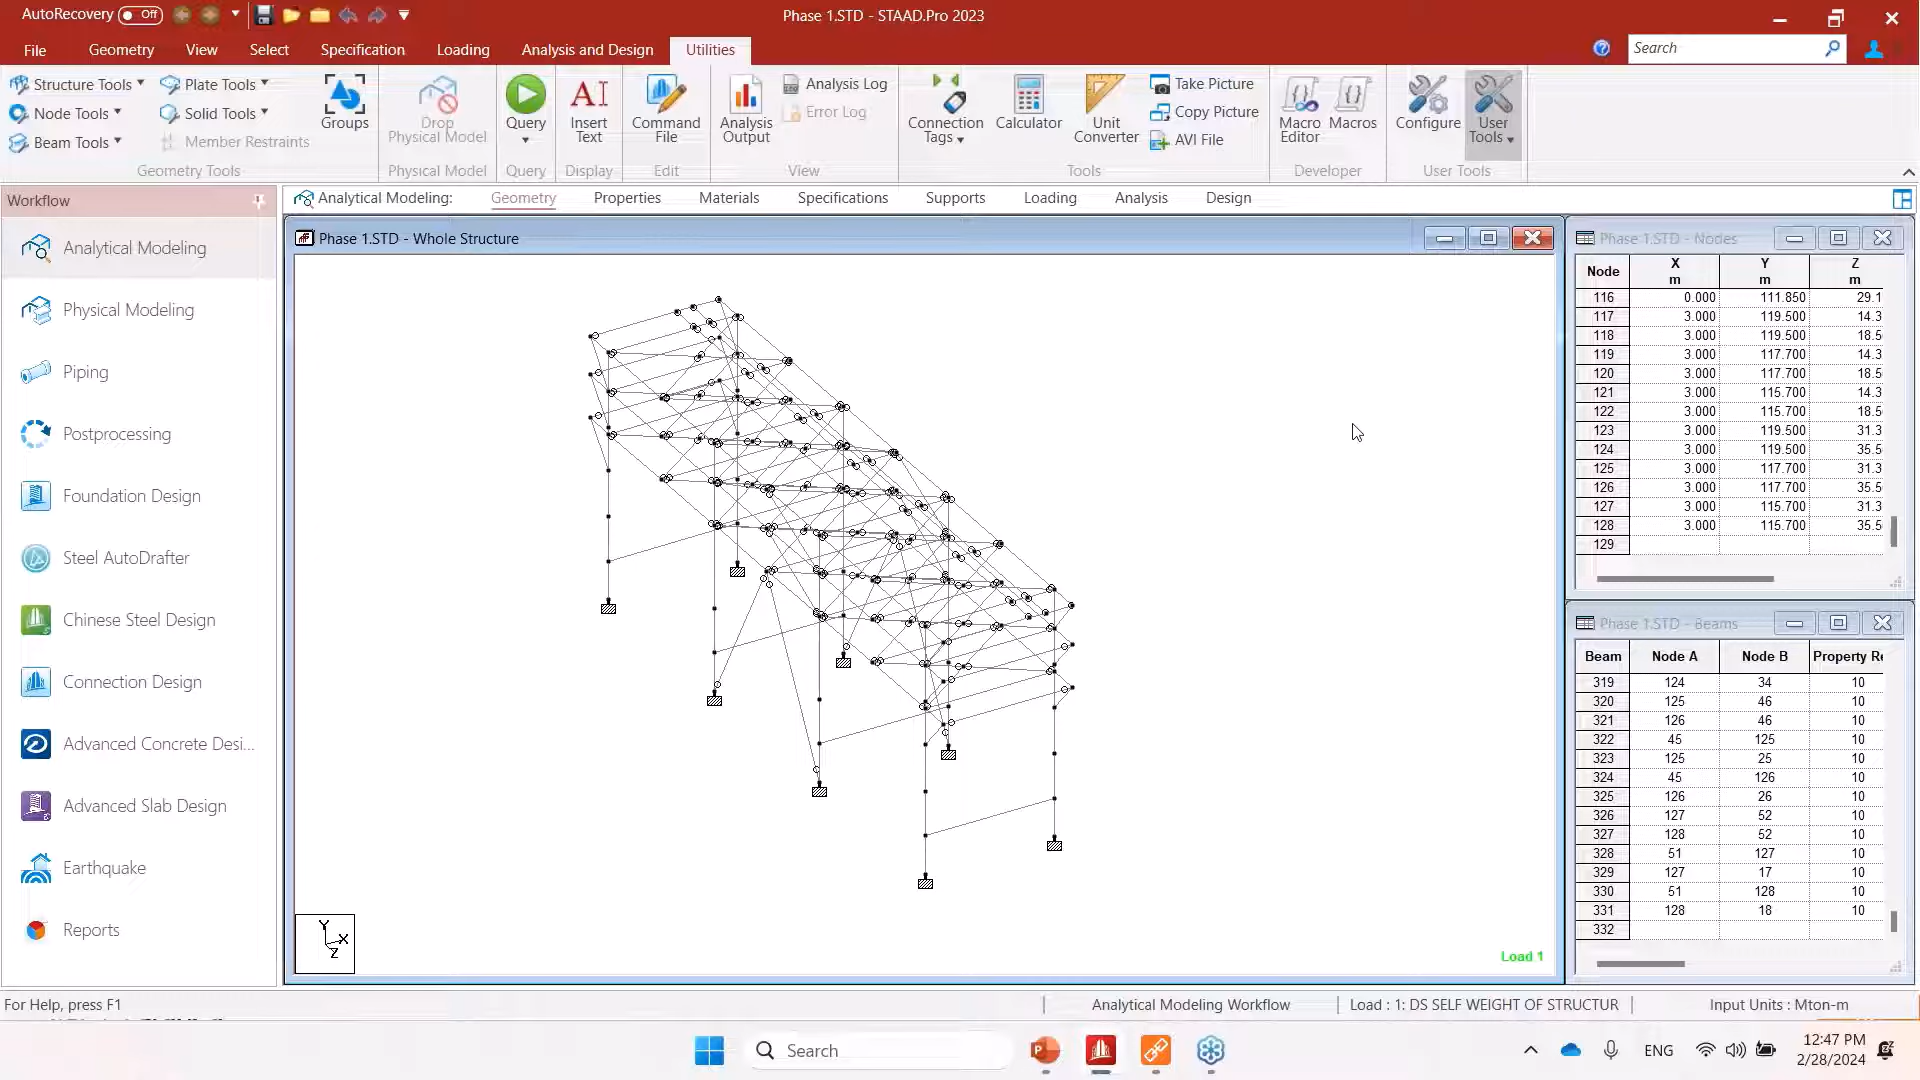 AutoRecovery Off
Phase 1.STD - STAAD.Pro 2023
File Geometry View Select Specification Loading Analysis and Design Utilities
Search
Structure Tools
Node Tools
Beam Tools
Plate Tools
Solid Tools
Member Restraints
Geometry Tools
Groups
Drop
Physical Model
Physical Model
Query
Query
Insert
Text
Display
Command
File
Edit
Analysis
Output
Analysis Log
Error Log
View
Connection
Tags
Calculator
Unit
Converter
Take Picture
Copy Picture
AVI File
Tools
Macro
Editor
Macros
Developer
Configure
User
Tools
User Tools
Workflow
Analytical Modeling
Physical Modeling
Piping
Postprocessing
Foundation Design
Steel AutoDrafter
Chinese Steel Design
Connection Design
Advanced Concrete Desi...
Advanced Slab Design
Earthquake
Reports
Analytical Modeling: Geometry Properties Materials Specifications Supports Loading Analysis Design
Phase 1.STD - Whole Structure
Y
X
Z
Load 1
Phase 1.STD - Nodes
Node X m Y m Z m
116 0.000 111.850 29.1
117 3.000 119.500 14.3
118 3.000 119.500 18.5
119 3.000 117.700 14.3
120 3.000 117.700 18.5
121 3.000 115.700 14.3
122 3.000 115.700 18.5
123 3.000 119.500 31.3
124 3.000 119.500 35.5
125 3.000 117.700 31.3
126 3.000 117.700 35.5
127 3.000 115.700 31.3
128 3.000 115.700 35.5
129
Phase 1.STD - Beams
Beam Node A Node B Property Re
319 124 34 10
320 125 46 10
321 126 46 10
322 45 125 10
323 125 25 10
324 45 126 10
325 126 26 10
326 127 52 10
327 128 52 10
328 51 127 10
329 127 17 10
330 51 128 10
331 128 18 10
332
For Help, press F1
Analytical Modeling Workflow
Load : 1: DS SELF WEIGHT OF STRUCTUR
Input Units : Mton-m
Search
ENG
12:47 PM
2/28/2024